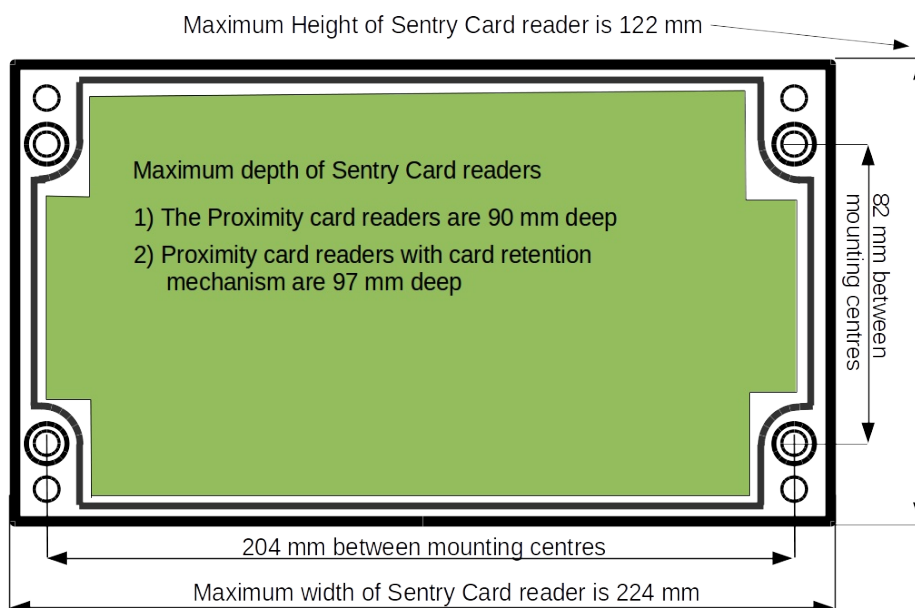 Maximum Height of Sentry Card reader is 122 mm
Maximum depth of Sentry Card readers
1) The Proximity card readers are 90 mm deep
2) Proximity card readers with card retention
mechanism are 97 mm deep
82 mm between
mounting centres
204 mm between mounting centres
Maximum width of Sentry Card reader is 224 mm